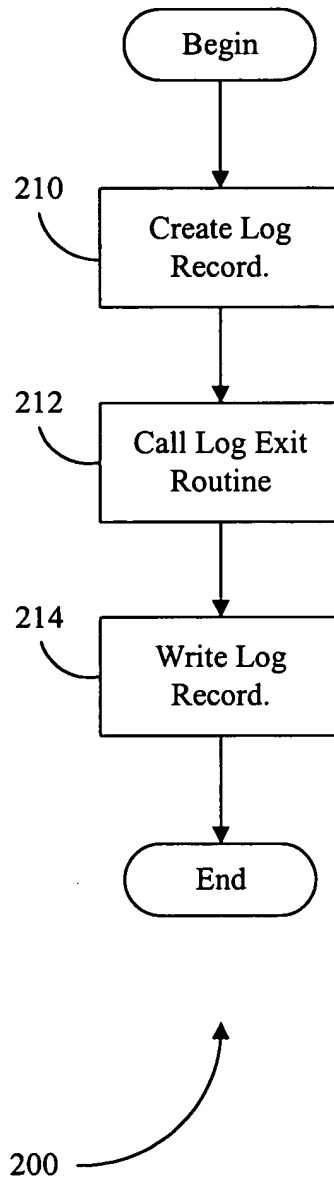 Begin
210
Create Log
Record.
212
Call Log Exit
Routine
214
Write Log
Record.
End
200